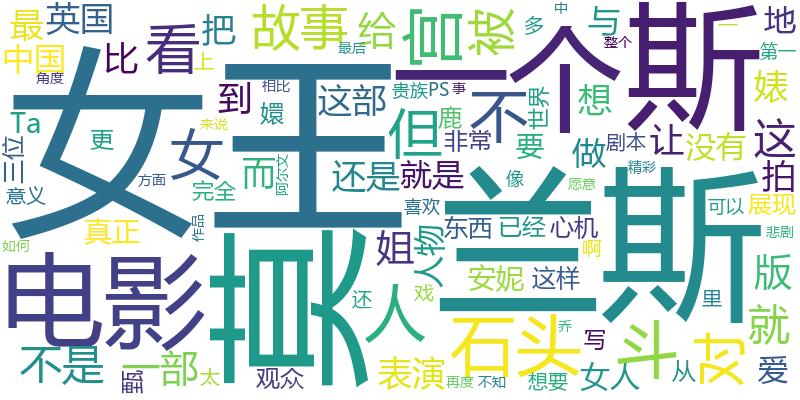 最
英国
把
上
中国
角度
比
看
故事
给
官
被
多
中
与
整个
一
地
第一
一个
斯
女王
到
相比
嬛
这部
贵族
PS
事
鹿
不
世界
想
婊
Ta
三位
更
女
来说
但
非常
要
剧本
让
没有
这
拍
意义
方面
完全
而
阿尔文
还是
就是
做
像
精彩
愿意
真正
作品
喜欢
东西
已经
心机
可以
展现
悲剧
如何
电影
莫
姐
人物
兰
斯
安妮
这样
啊
里
版
还
人
戏
石头
乔
写
斗
对
就
不是
甄
一部
太
观众
表演
再度
不知
想要
女人
从
爱
最后